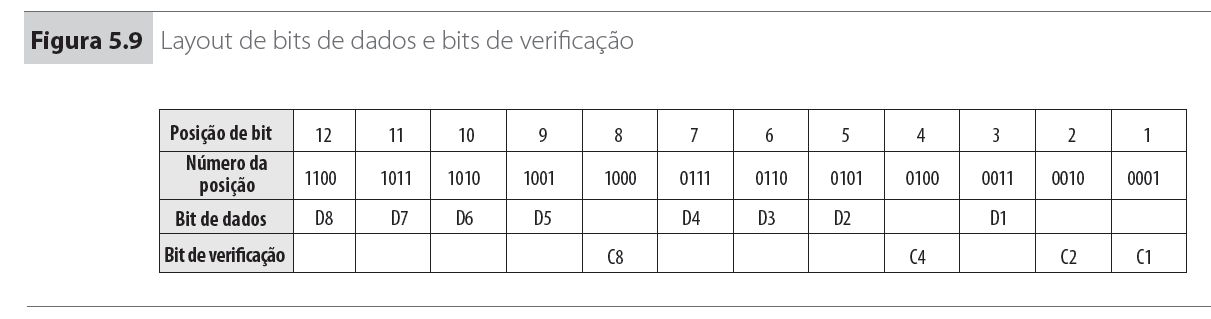 Figura 5.9 Layout de bits de dados e bits de verificação
Posição de bit 12 11 10 9 8 7 6 5 4 3 2 1
Número da
posição 1100 1011 1010 1001 1000 0111 0110 0101 0100 0011 0010 0001
Bit de dados D8 D7 D6 D5 D4 D3 D2 D1
Bit de verificação C8 C4 C2 C1